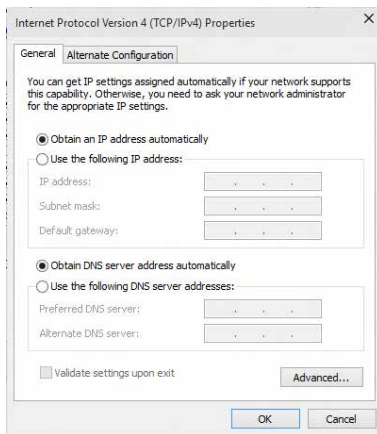 Internet Protocol Version 4 (TCP/IPv4) Properties
General
Alternate Configuration
You can get IP settings assigned automatically if your network supports
this capability. Otherwise, you need to ask your network administrator
for the appropriate IP settings.
Obtain an IP address automatically
Use the following IP address:
IP address:
Subnet mask:
Default gateway:
Obtain DNS server address automatically
Use the following DNS server addresses:
Preferred DNS server:
Alternate DNS server:
Validate settings upon exit
Advanced...
OK
Cancel